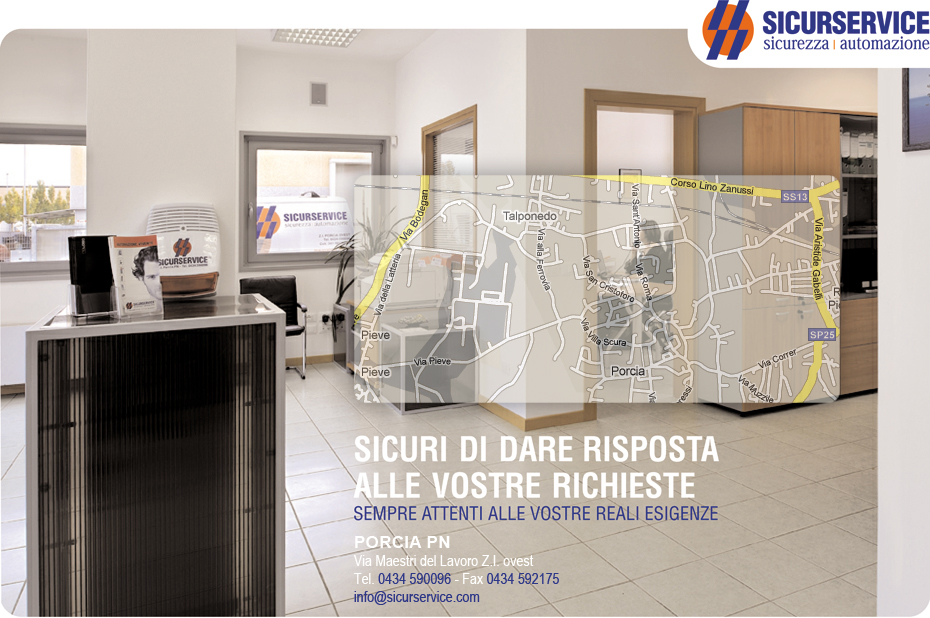 SICURSERVICE
sicurezza | automazione
SICURSERVICE
SICURSERVICE
Corso Lino Zanussi
SS13
Via Bodegan
Talponedo
Via Sant'Antonio
Via Aristide Gabelli
Via della Latteria
Via alla Ferrovia
Via San Cristoforo
Via Roma
Pieve
Via Villa Scura
SP25
Via Pieve
Via Correr
Pieve
Porcia
Via Muzzile
SICURI DI DARE RISPOSTA
ALLE VOSTRE RICHIESTE
SEMPRE ATTENTI ALLE VOSTRE REALI ESIGENZE
PORCIA PN
Via Maestri del Lavoro Z.I. ovest
Tel. 0434 590096 - Fax 0434 592175
info@sicurservice.com